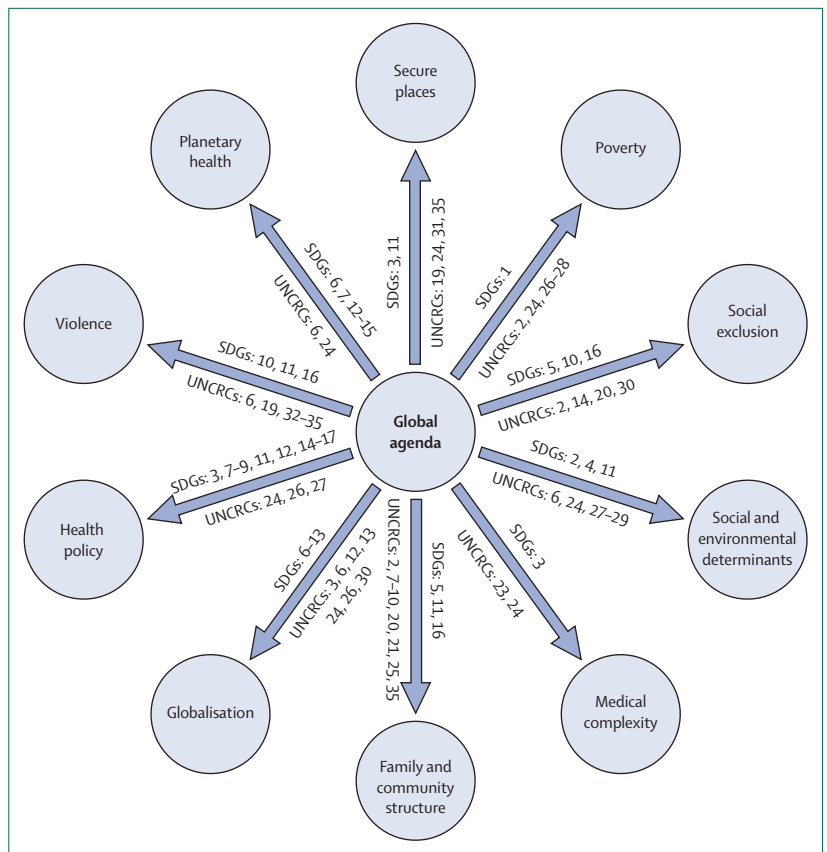 Secure
places
Planetary
health
Poverty
SDGs: 3, 11
UNCRCs: 19, 24, 31, 35
SDGs: 6, 7, 12–15
UNCRCs: 6, 24
SDGs: 1
UNCRCs: 2, 24, 26–28
Violence
Social
exclusion
SDGs: 10, 11, 16
UNCRCs: 6, 19, 32–35
SDGs: 5, 10, 16
UNCRCs: 2, 14, 20, 30
Global
agenda
SDGs: 3, 7–9, 11, 12, 14–17
UNCRCs: 24, 26, 27
SDGs: 2, 4, 11
UNCRCs: 6, 24, 27–29
Health
policy
Social and
environmental
determinants
SDGs: 6–13
UNCRCs: 3, 6, 12, 13
24, 26, 30
UNCRCs: 2, 7–10, 20, 21, 25, 35
SDGs: 5, 11, 16
SDGs: 3
UNCRCs: 23, 24
Globalisation
Medical
complexity
Family and
community
structure